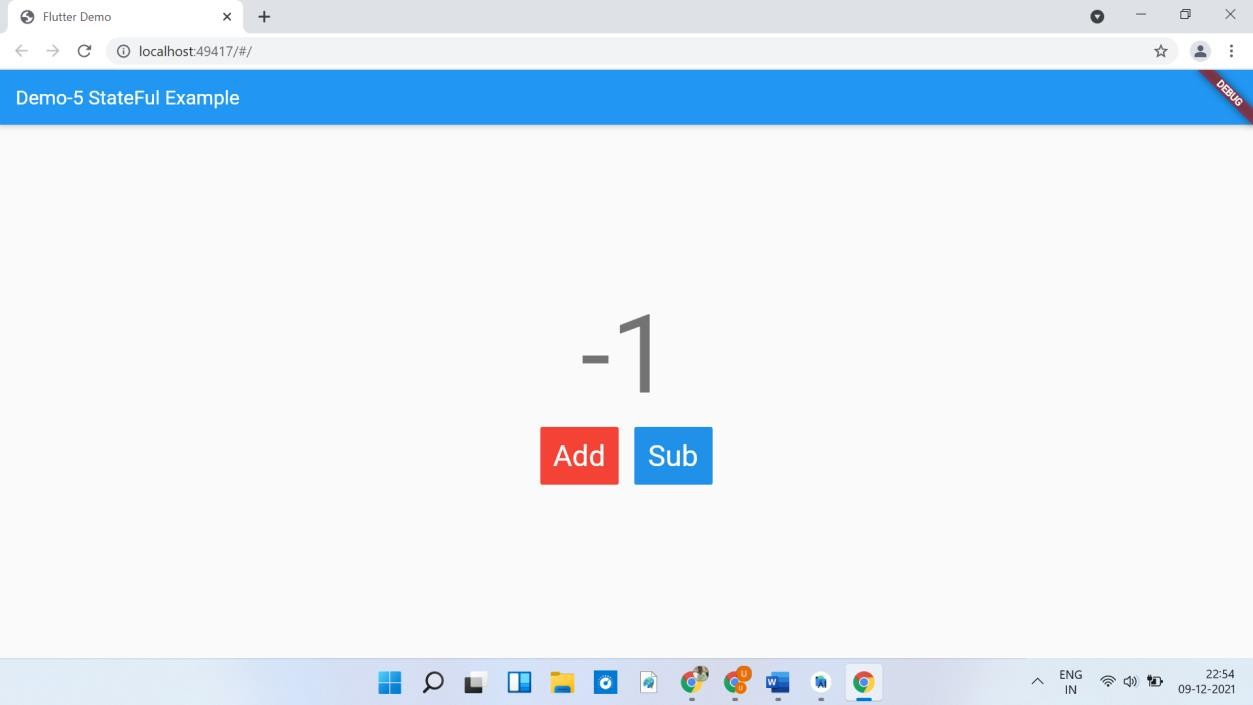 Flutter Demo
localhost:49417/#/
Demo-5 StateFul Example
DEBUG
-1
Add Sub
U
U
W
ENG
IN
22:54
09-12-2021